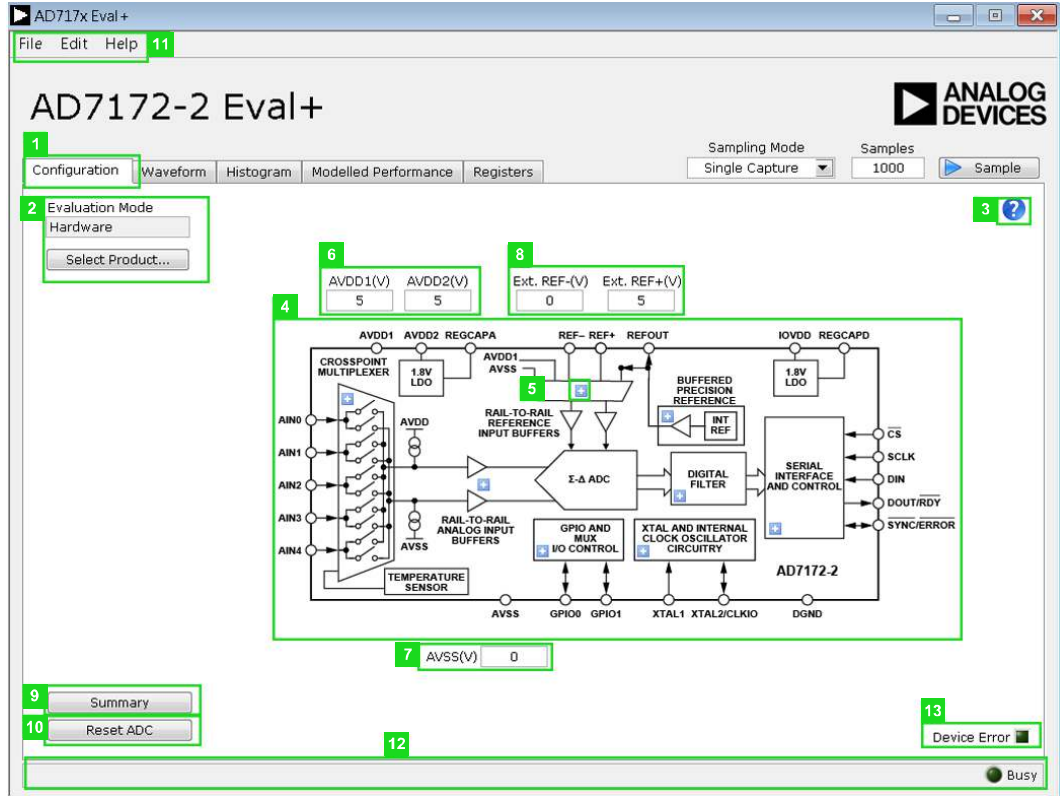 AD717x Eval+
File Edit Help 11
AD7172-2 Eval+
ANALOG
DEVICES
1
Sampling Mode Samples
Configuration Waveform Histogram Modelled Performance Registers
Single Capture 1000 Sample
2 Evaluation Mode
Hardware
Select Product...
3 ?
6 8
AVDD1(V) AVDD2(V) Ext. REF-(V) Ext. REF+(V)
5 5 0 5
4
AVDD1 AVDD2 REGCAPA REF– REF+ REFOUT IOVDD REGCAPD
CROSSPOINT
MULTIPLEXER
1.8V
LDO
AVDD1
AVSS
5
1.8V
LDO
BUFFERED
PRECISION
REFERENCE
INT
REF
RAIL-TO-RAIL
REFERENCE
INPUT BUFFERS
AVDD
AIN0
AIN1
AIN2
AIN3
AIN4
Σ-Δ ADC
DIGITAL
FILTER
SERIAL
INTERFACE
AND CONTROL
CS
SCLK
DIN
DOUT/RDY
SYNC/ERROR
RAIL-TO-RAIL
ANALOG INPUT
BUFFERS
AVSS
GPIO AND
MUX
I/O CONTROL
XTAL AND INTERNAL
CLOCK OSCILLATOR
CIRCUITRY
TEMPERATURE
SENSOR
AD7172-2
AVSS GPIO0 GPIO1 XTAL1 XTAL2/CLKIO DGND
7 AVSS(V) 0
9 Summary
10 Reset ADC
13
Device Error
12
Busy